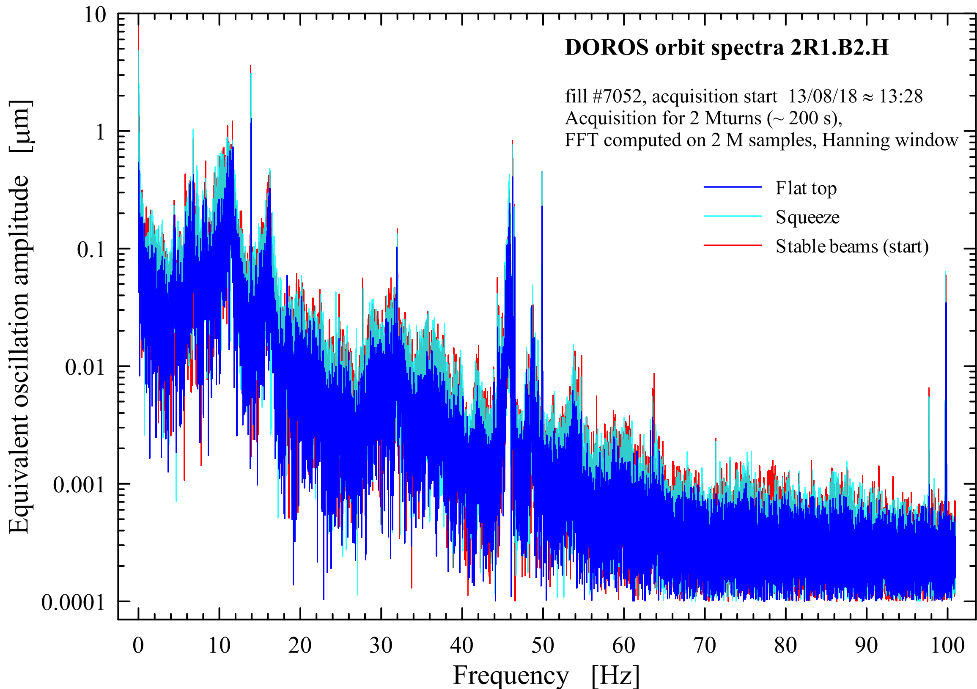 DOROS orbit spectra 2R1.B2.H
fill #7052, acquisition start 13/08/18 ≈ 13:28
Acquisition for 2 Mturns (~ 200 s),
FFT computed on 2 M samples, Hanning window
Flat top
Squeeze
Stable beams (start)
Equivalent oscillation amplitude [µm]
10
1
0.1
0.01
0.001
0.0001
0 10 20 30 40 50 60 70 80 90 100
Frequency [Hz]